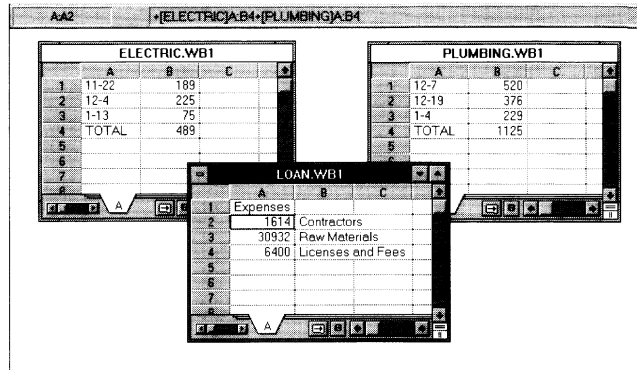 A:A2 +[ELECTRIC]A:B4+[PLUMBING]A:B4
ELECTRIC.WB1
A B C
1 11-22 189
2 12-4 225
3 1-13 75
4 TOTAL 489
5
6
7
8
A
PLUMBING.WB1
A B C
1 12-7 520
2 12-19 376
3 1-4 229
4 TOTAL 1125
5
6
LOAN.WB1
A B C
1 Expenses
2 1614 Contractors
3 30932 Raw Materials
4 6400 Licenses and Fees
5
6
7
8
A